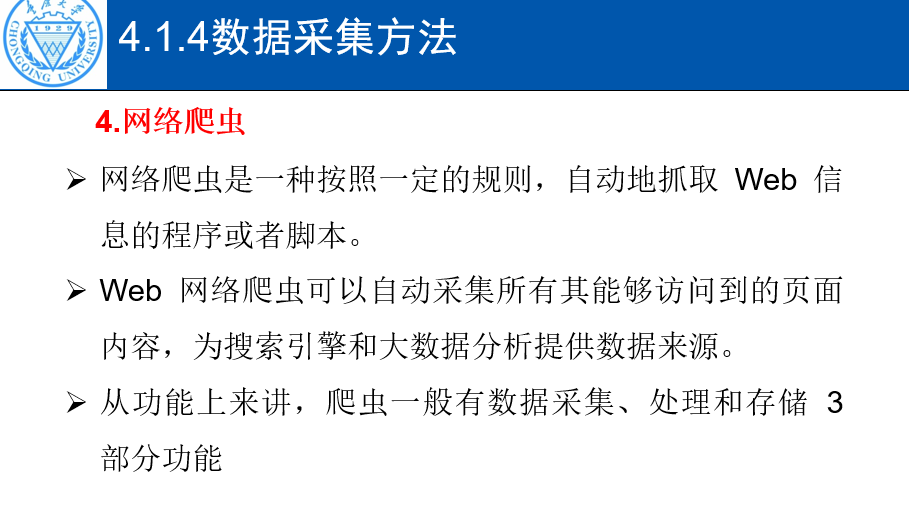 重庆大学
1929
CHONGQING UNIVERSITY
4.1.4数据采集方法
4.网络爬虫
➢ 网络爬虫是一种按照一定的规则，自动地抓取 Web 信
息的程序或者脚本。
➢ Web 网络爬虫可以自动采集所有其能够访问到的页面
内容，为搜索引擎和大数据分析提供数据来源。
➢ 从功能上来讲，爬虫一般有数据采集、处理和存储 3
部分功能